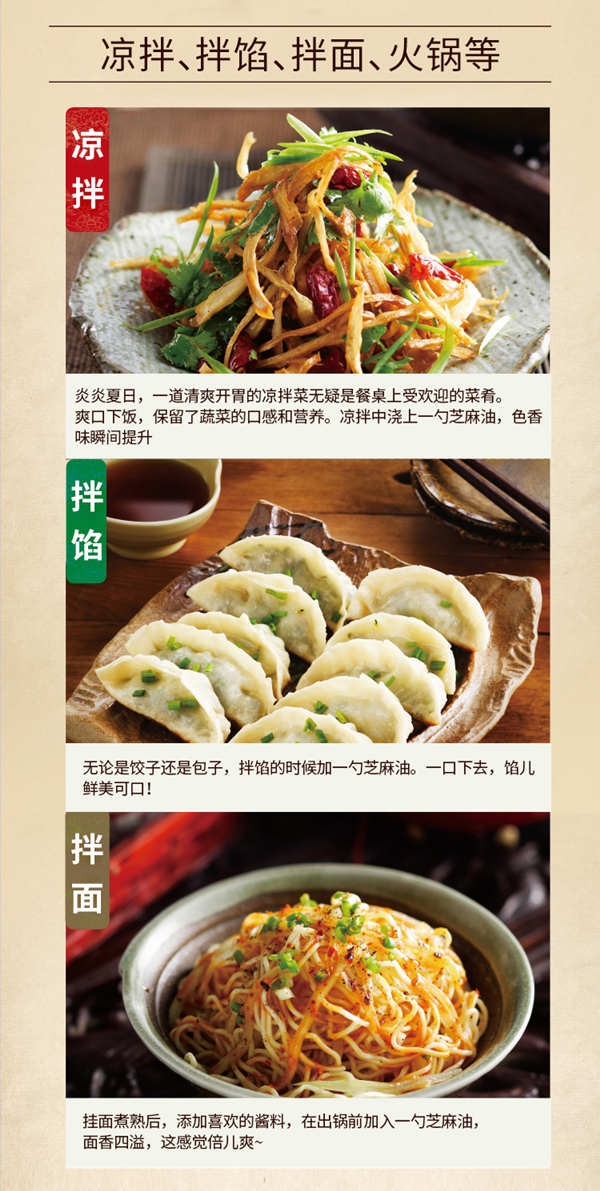 凉拌、拌馅、拌面、火锅等
凉拌
炎炎夏日，一道清爽开胃的凉拌菜无疑是餐桌上受欢迎的菜肴。
爽口下饭，保留了蔬菜的口感和营养。凉拌中浇上一勺芝麻油，色香
味瞬间提升
拌馅
无论是饺子还是包子，拌馅的时候加一勺芝麻油。一口下去，馅儿
鲜美可口！
拌面
挂面煮熟后，添加喜欢的酱料，在出锅前加入一勺芝麻油，
面香四溢，这感觉倍儿爽~